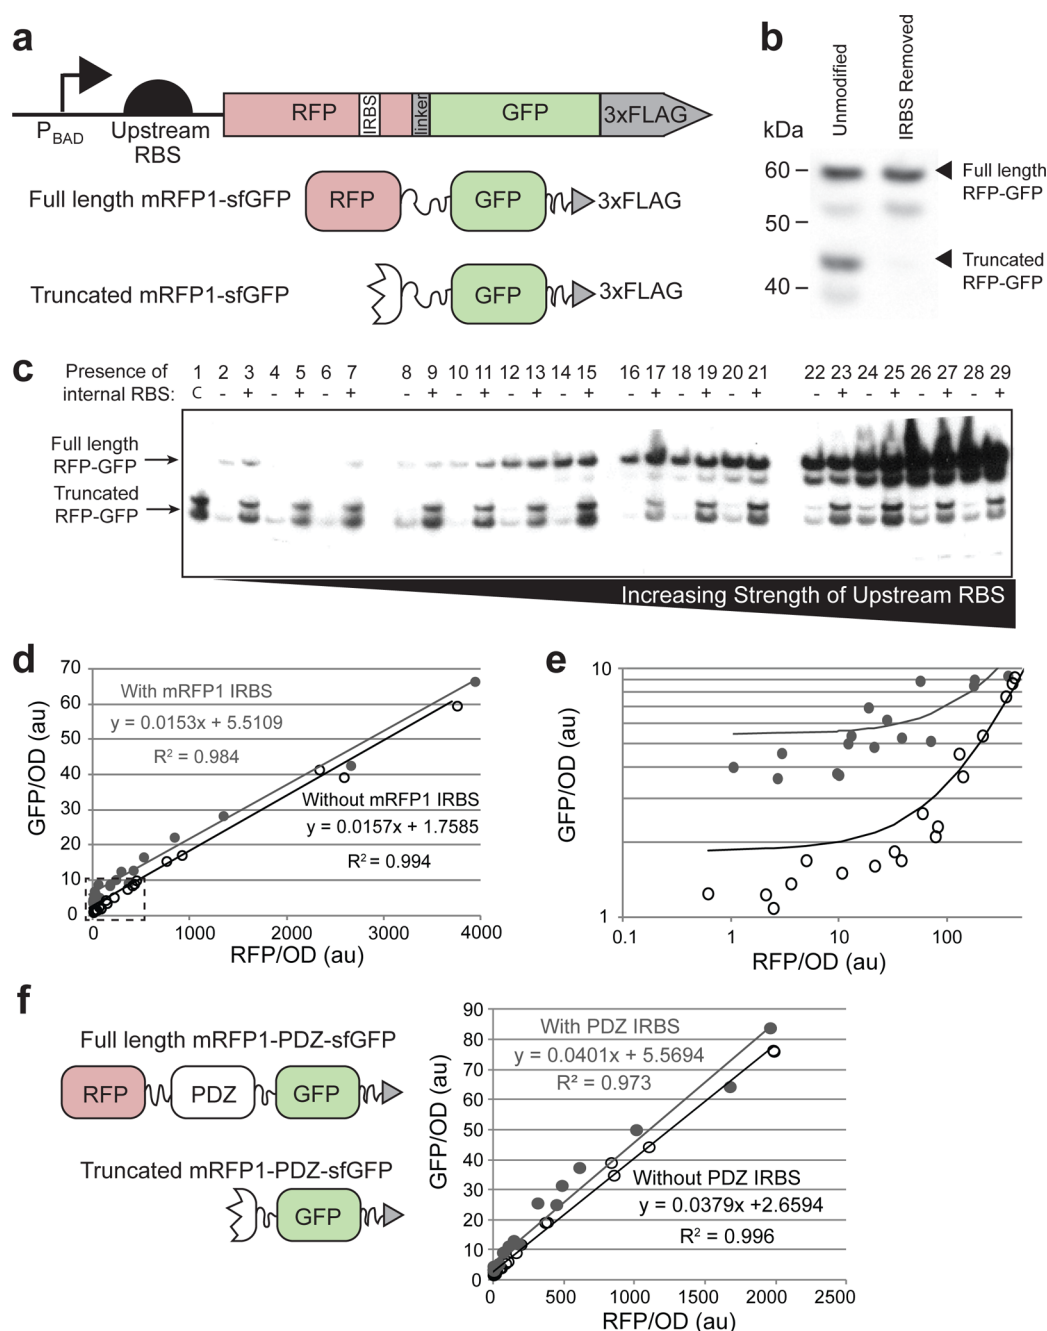 a
RFP
IRBS
linker
GFP
3xFLAG
PBAD
Upstream
RBS
Full length mRFP1-sfGFP
RFP
GFP
3xFLAG
Truncated mRFP1-sfGFP
GFP
3xFLAG
b
Unmodified
IRBS Removed
kDa
60
50
40
Full length
RFP-GFP
Truncated
RFP-GFP
c
Presence of
internal RBS:
1 2 3 4 5 6 7 8 9 10 11 12 13 14 15 16 17 18 19 20 21 22 23 24 25 26 27 28 29
C - + - + - + - + - + - + - + - + - + - + - + - + - + - +
Full length
RFP-GFP
Truncated
RFP-GFP
Increasing Strength of Upstream RBS
d
GFP/OD (au)
70
60
50
40
30
20
10
0
With mRFP1 IRBS
y = 0.0153x + 5.5109
R² = 0.984
Without mRFP1 IRBS
y = 0.0157x + 1.7585
R² = 0.994
0 1000 2000 3000 4000
RFP/OD (au)
e
GFP/OD (au)
10
1
0.1 1 10 100
RFP/OD (au)
f
Full length mRFP1-PDZ-sfGFP
RFP
PDZ
GFP
Truncated mRFP1-PDZ-sfGFP
GFP
GFP/OD (au)
90
80
70
60
50
40
30
20
10
0
With PDZ IRBS
y = 0.0401x + 5.5694
R² = 0.973
Without PDZ IRBS
y = 0.0379x +2.6594
R² = 0.996
0 500 1000 1500 2000 2500
RFP/OD (au)